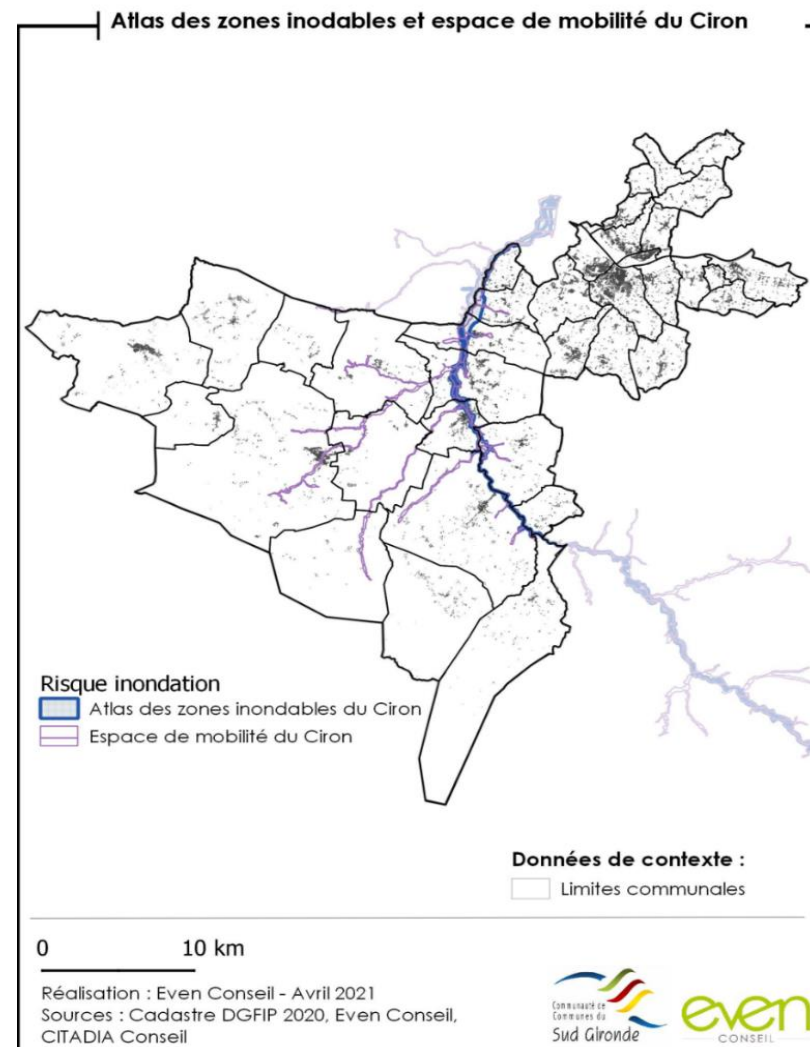 Atlas des zones inodables et espace de mobilité du Ciron
Risque inondation
Atlas des zones inondables du Ciron
Espace de mobilité du Ciron
Données de contexte :
Limites communales
0 10 km
Réalisation : Even Conseil - Avril 2021
Sources : Cadastre DGFIP 2020, Even Conseil,
CITADIA Conseil
Communauté de
Communes du
Sud Gironde
even
CONSEIL